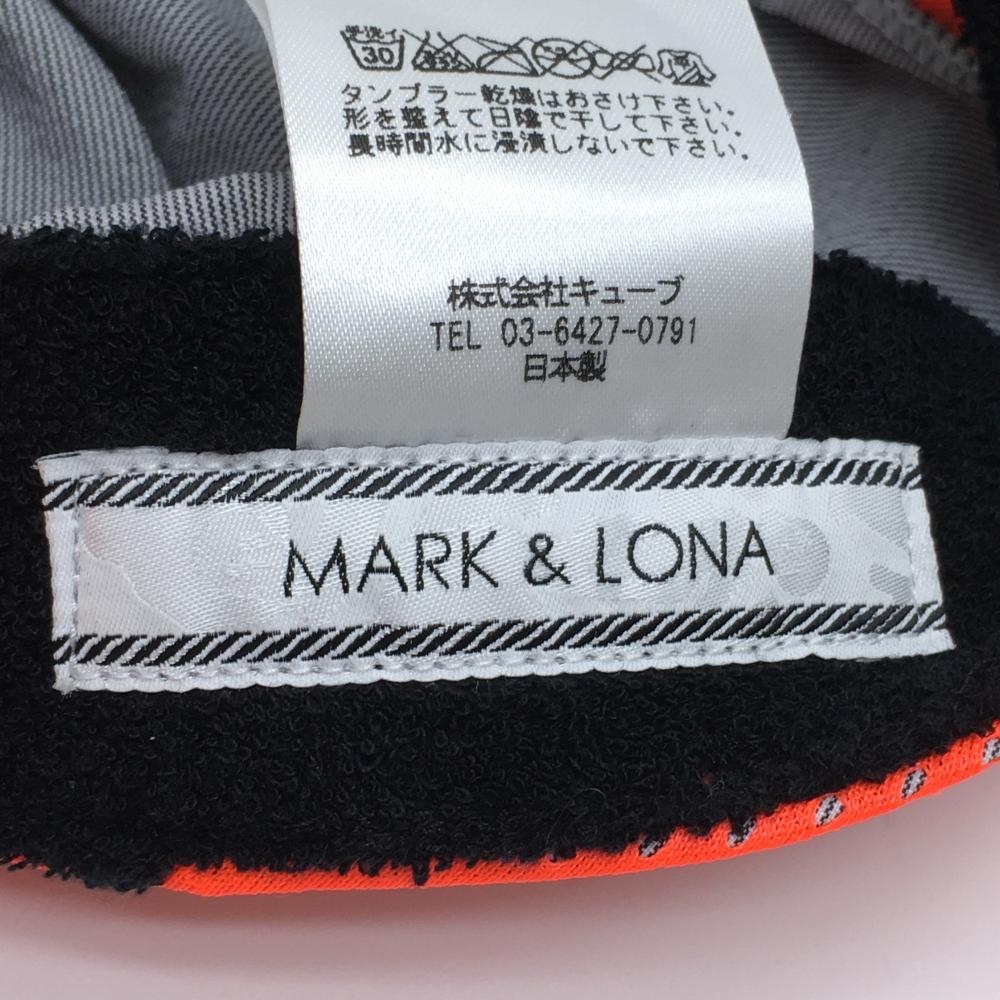 手洗イ
30
タンブラー乾燥はおさけ下さい。
形を整えて日陰で干して下さい。
長時間水に浸漬しないで下さい。
株式会社キューブ
TEL 03-6427-0791
日本製
MARK & LONA